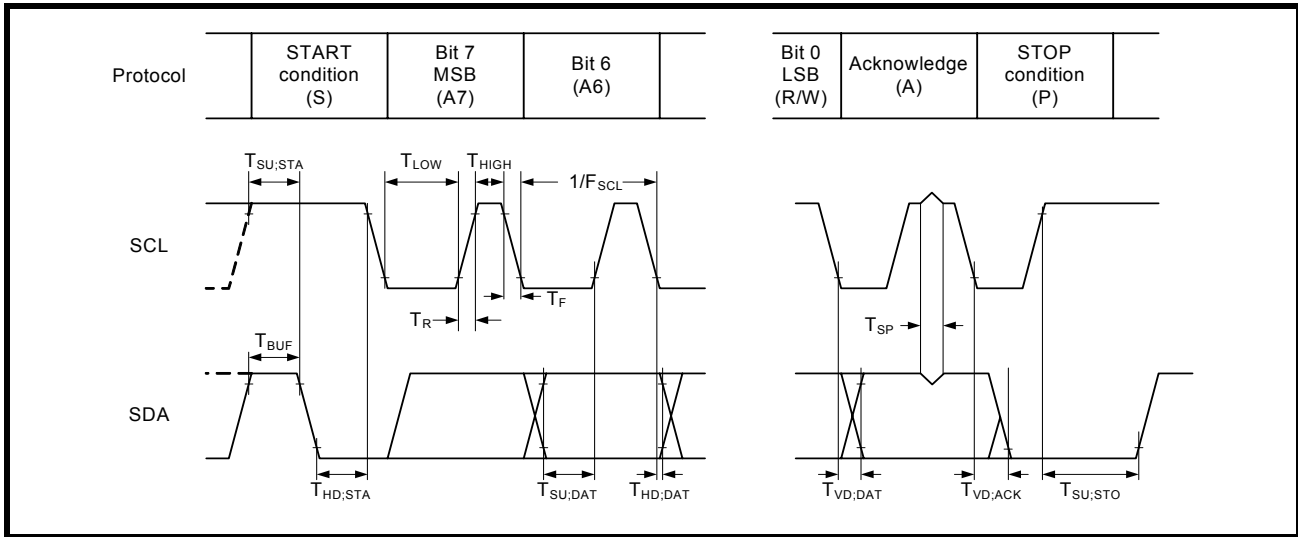 Protocol
START
condition
(S)
Bit 7
MSB
(A7)
Bit 6
(A6)
Bit 0
LSB
(R/W)
Acknowledge
(A)
STOP
condition
(P)
TSU;STA
TLOW
THIGH
1/FSCL
SCL
TF
TR
TSP
TBUF
SDA
THD;STA
TSU;DAT
THD;DAT
TVD;DAT
TVD;ACK
TSU;STO